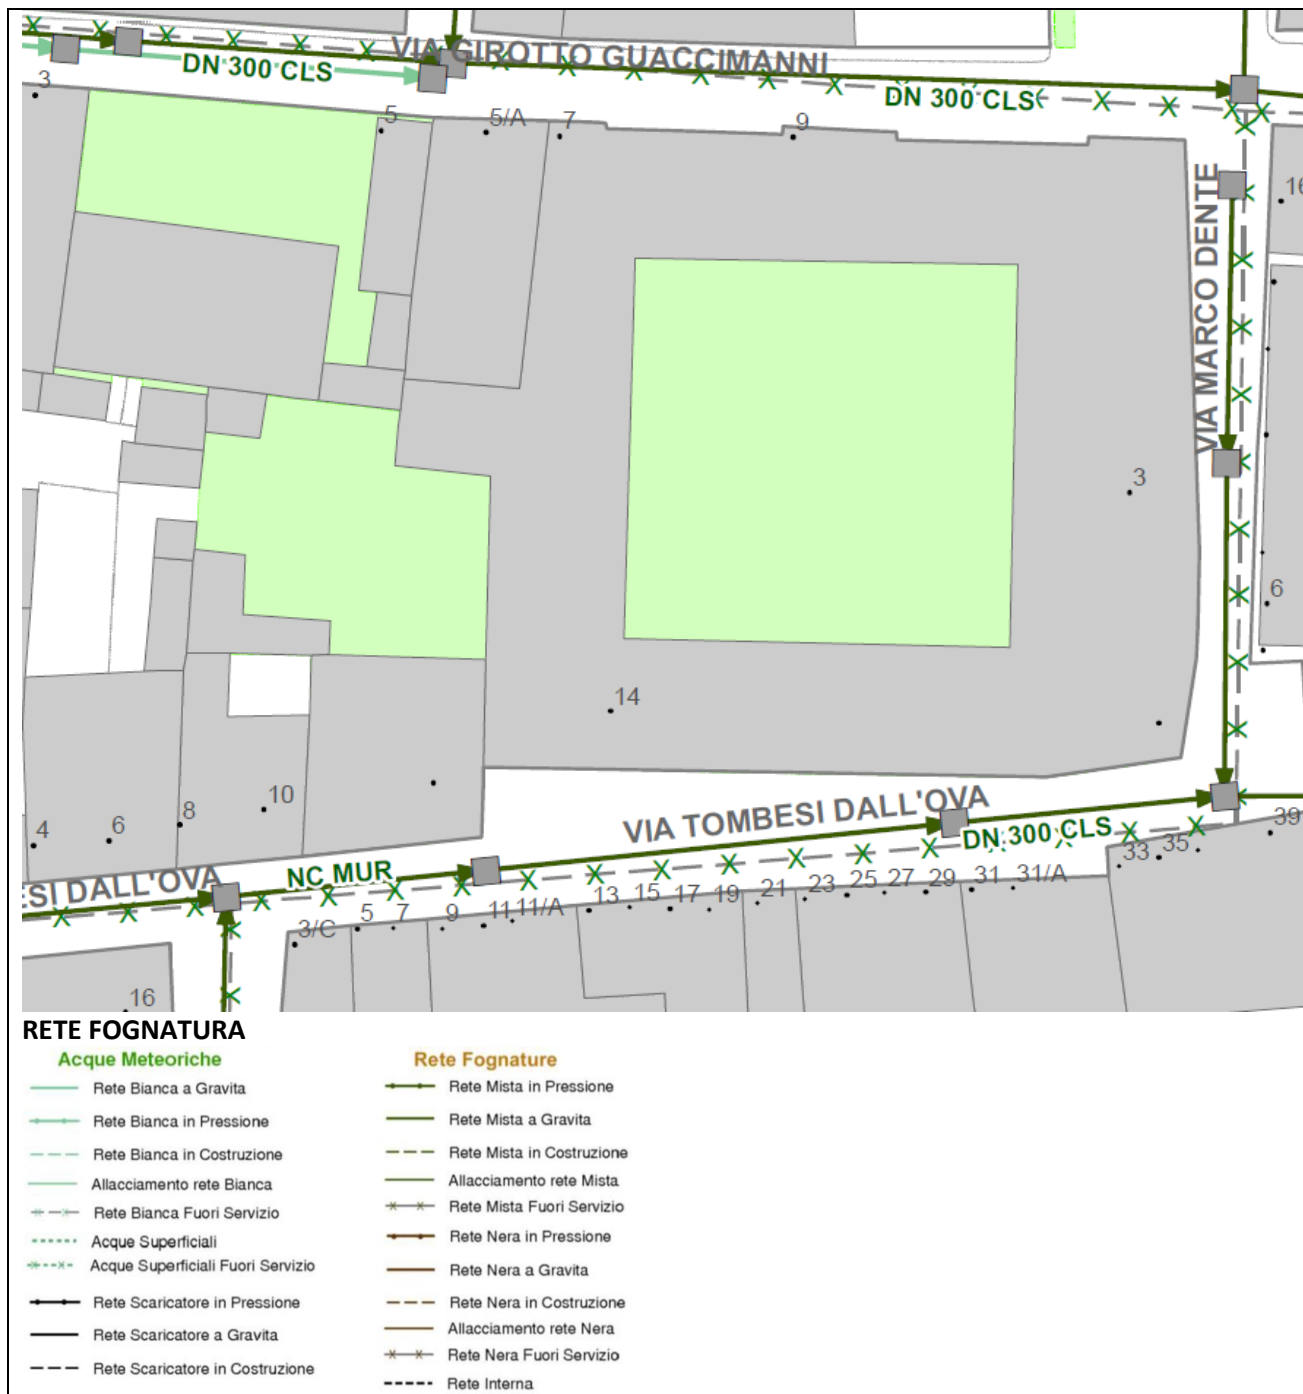 VIA GIROTTO GUACCIMANNI
DN 300 CLS
DN 300 CLS
3
5
5/A
7
9
16
VIA MARCO DENTE
3
6
14
10
8
6
4
VIA TOMBESI DALL'OVA
DN 300 CLS
39
ESI DALL'OVA
NC MUR
3/C
5
7
9
11
11/A
13
15
17
19
21
23
25
27
29
31
31/A
33
35
16
RETE FOGNATURA
Acque Meteoriche
Rete Bianca a Gravita
Rete Bianca in Pressione
Rete Bianca in Costruzione
Allacciamento rete Bianca
Rete Bianca Fuori Servizio
Acque Superficiali
Acque Superficiali Fuori Servizio
Rete Scaricatore in Pressione
Rete Scaricatore a Gravita
Rete Scaricatore in Costruzione
Rete Fognature
Rete Mista in Pressione
Rete Mista a Gravita
Rete Mista in Costruzione
Allacciamento rete Mista
Rete Mista Fuori Servizio
Rete Nera in Pressione
Rete Nera a Gravita
Rete Nera in Costruzione
Allacciamento rete Nera
Rete Nera Fuori Servizio
Rete Interna